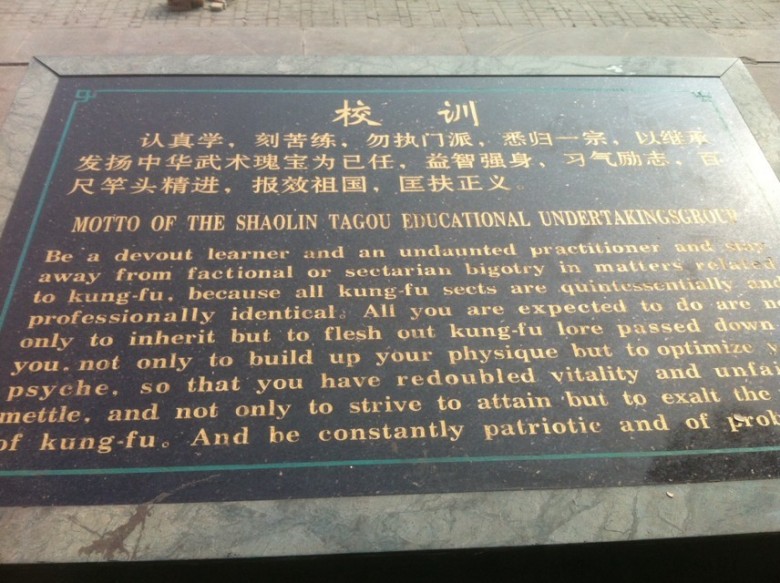 校 训
认真学，刻苦练，勿执门派，悉归一宗，以继承
发扬中华武术瑰宝为已任，益智强身、习气励志，百
尺竿头精进，报效祖国，匡扶正义。
MOTTO OF THE SHAOLIN TAGOU EDUCATIONAL UNDERTAKINGSGROUP
Be a devout learner and an undaunted practitioner and stay
away from factional or sectarian bigotry in matters related
to kung-fu, because all kung-fu sects are quintessentially and
professionally identical。All you are expected to do are n
only to inherit but to flesh out kung-fu lore passed down
you, not only to build up your physique but to optimize y
psyche, so that you have redoubled vitality and unfai
mettle, and not only to strive to attain but to exalt the
of kung-fu。And be constantly patriotic and of prob